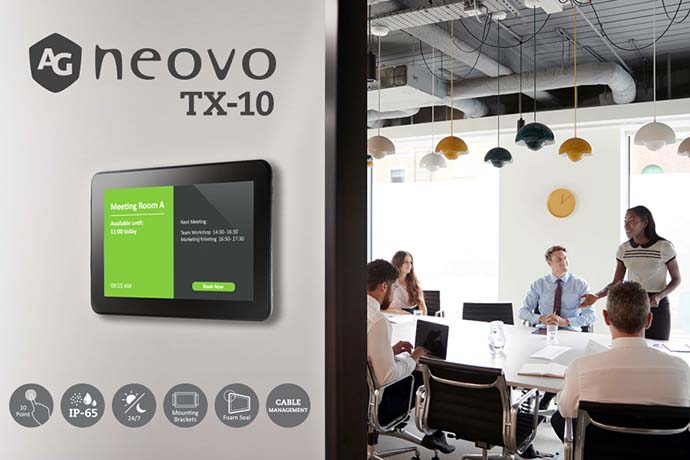 AG neovo
TX-10
Meeting Room A
Available until:
11:00 today
09:55 AM
Next Meeting:
Team Workshop 14:30- 16:30
Marketing Meeting 16:50- 17:30
Book Now
10
Point
IP-65
24/7
Mounting
Brackets
Foam Seal
CABLE
MANAGEMENT